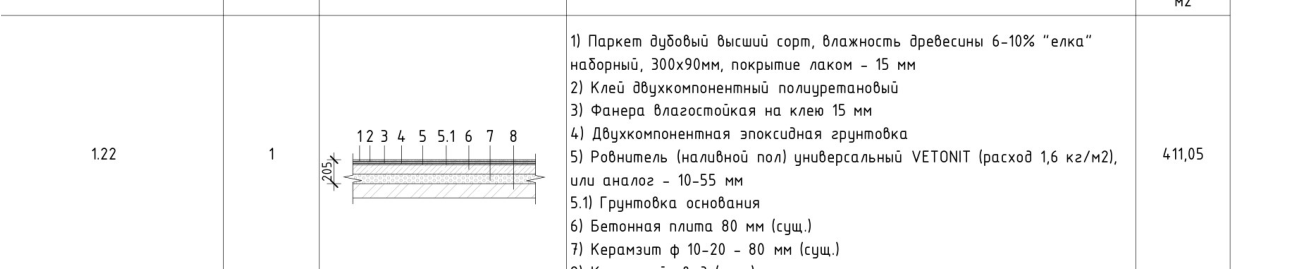 м2
1.22
1
1 2 3 4 5 5.1 6 7 8
205
1) Паркет дубовый высший сорт, влажность древесины 6-10% "елка"
наборный, 300х90мм, покрытие лаком - 15 мм
2) Клей двухкомпонентный полиуретановый
3) Фанера влагостойкая на клею 15 мм
4) Двухкомпонентная эпоксидная грунтовка
5) Ровнитель (наливной пол) универсальный VETONIT (расход 1,6 кг/м2),
или аналог - 10-55 мм
5.1) Грунтовка основания
6) Бетонная плита 80 мм (сущ.)
7) Керамзит ф 10-20 - 80 мм (сущ.)
411,05